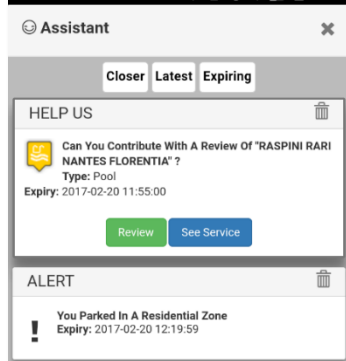 Assistant
Closer Latest Expiring
HELP US
Can You Contribute With A Review Of "RASPINI RARI
NANTES FLORENTIA" ?
Type: Pool
Expiry: 2017-02-20 11:55:00
Review See Service
ALERT
You Parked In A Residential Zone
Expiry: 2017-02-20 12:19:59